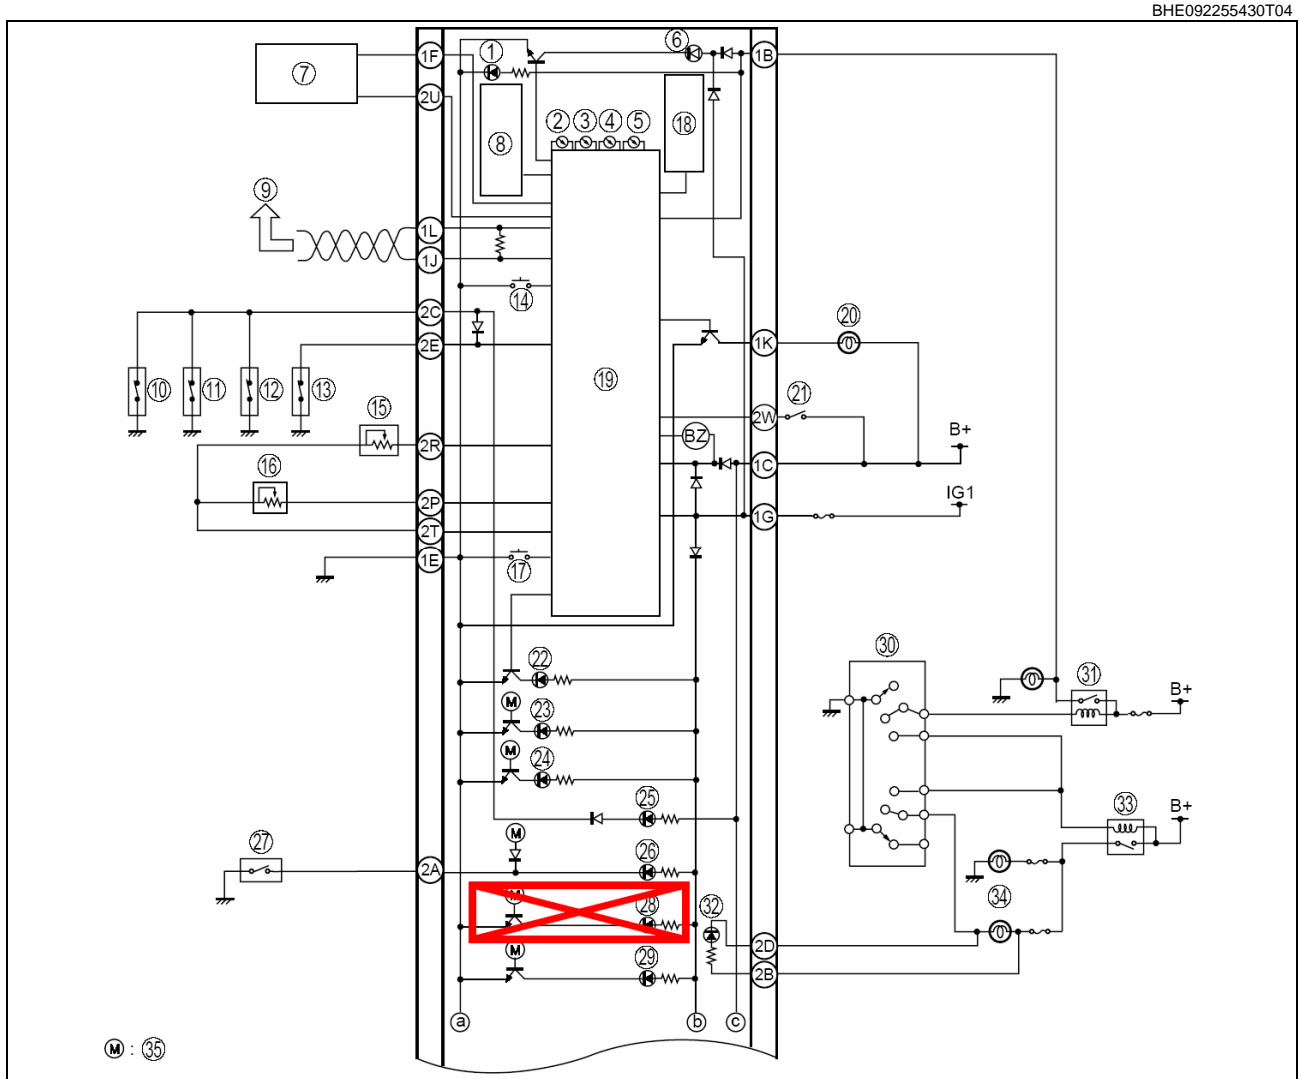 BHE092255430T04
1 6
1F 1B
7
2U
2 3 4 5
8 18
9
1L
1J
14
2C
20
2E 1K
19
10 11 12 13
21
15
2W
B+
BZ
2R
1C
16
IG1
2P
1G
2T
1E
17
30
22
31
B+
M
23
M
24
25
33
B+
M
27
26
2A
M
28 32
34
M
29
2D
2B
a b c
M : 35